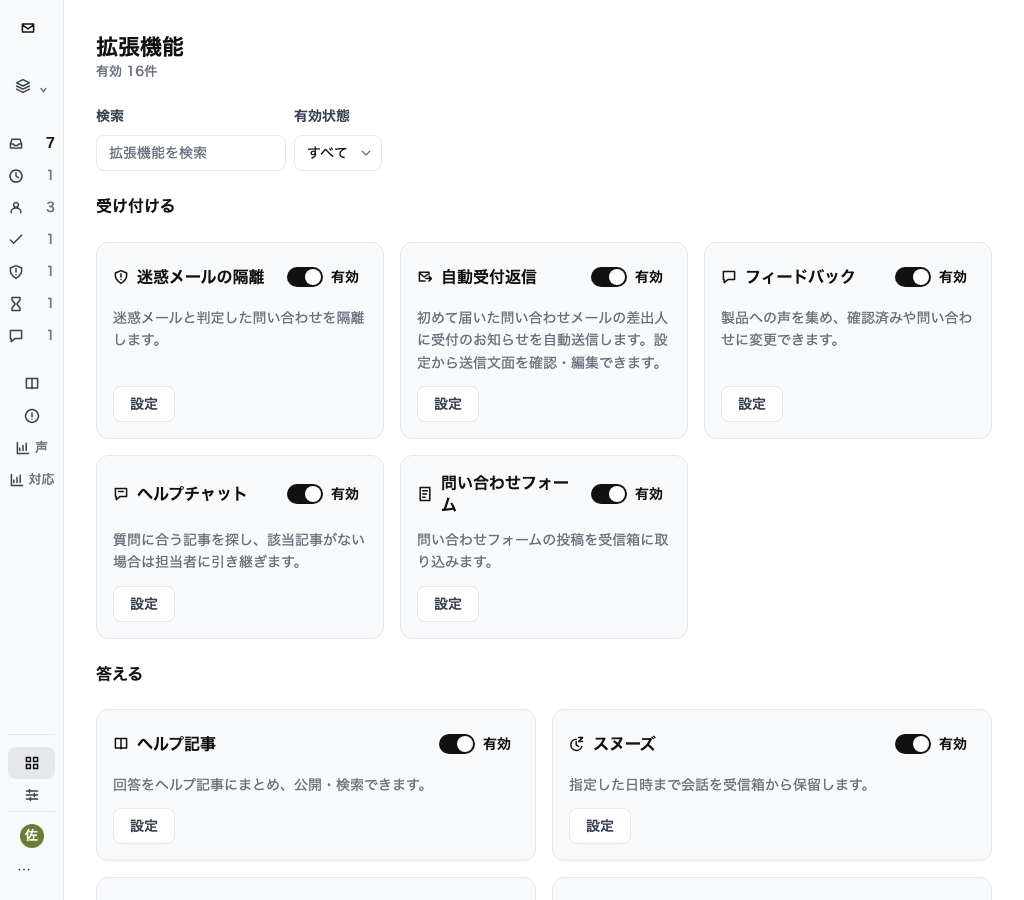 拡張機能
有効 16件
検索
有効状態
拡張機能を検索
すべて
7
1
3
1
1
1
1
声
対応
佐
…
受け付ける
迷惑メールの隔離
有効
迷惑メールと判定した問い合わせを隔離
します。
設定
自動受付返信
有効
初めて届いた問い合わせメールの差出人
に受付のお知らせを自動送信します。設
定から送信文面を確認・編集できます。
設定
フィードバック
有効
製品への声を集め、確認済みや問い合わ
せに変更できます。
設定
ヘルプチャット
有効
質問に合う記事を探し、該当記事がない
場合は担当者に引き継ぎます。
設定
問い合わせフォー
ム
有効
問い合わせフォームの投稿を受信箱に取
り込みます。
設定
答える
ヘルプ記事
有効
回答をヘルプ記事にまとめ、公開・検索できます。
設定
スヌーズ
有効
指定した日時まで会話を受信箱から保留します。
設定